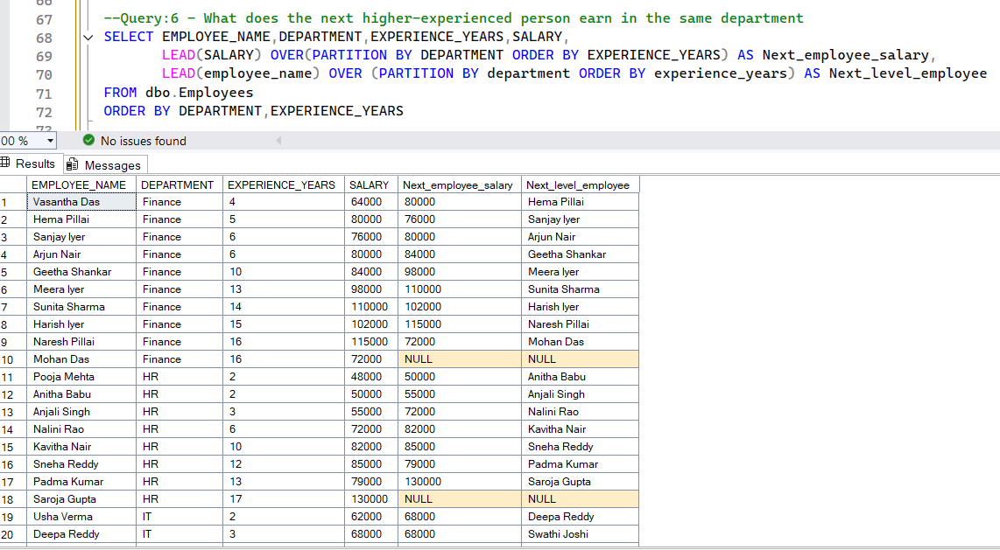 66
67 --Query:6 - What does the next higher-experienced person earn in the same department
68 SELECT EMPLOYEE_NAME,DEPARTMENT,EXPERIENCE_YEARS,SALARY,
69 LEAD(SALARY) OVER(PARTITION BY DEPARTMENT ORDER BY EXPERIENCE_YEARS) AS Next_employee_salary,
70 LEAD(employee_name) OVER (PARTITION BY department ORDER BY experience_years) AS Next_level_employee
71 FROM dbo.Employees
72 ORDER BY DEPARTMENT,EXPERIENCE_YEARS
73
00 % No issues found
Results Messages
EMPLOYEE_NAME DEPARTMENT EXPERIENCE_YEARS SALARY Next_employee_salary Next_level_employee
1 Vasantha Das Finance 4 64000 80000 Hema Pillai
2 Hema Pillai Finance 5 80000 76000 Sanjay Iyer
3 Sanjay Iyer Finance 6 76000 80000 Arjun Nair
4 Arjun Nair Finance 6 80000 84000 Geetha Shankar
5 Geetha Shankar Finance 10 84000 98000 Meera Iyer
6 Meera Iyer Finance 13 98000 110000 Sunita Sharma
7 Sunita Sharma Finance 14 110000 102000 Harish Iyer
8 Harish Iyer Finance 15 102000 115000 Naresh Pillai
9 Naresh Pillai Finance 16 115000 72000 Mohan Das
10 Mohan Das Finance 16 72000 NULL NULL
11 Pooja Mehta HR 2 48000 50000 Anitha Babu
12 Anitha Babu HR 2 50000 55000 Anjali Singh
13 Anjali Singh HR 3 55000 72000 Nalini Rao
14 Nalini Rao HR 6 72000 82000 Kavitha Nair
15 Kavitha Nair HR 10 82000 85000 Sneha Reddy
16 Sneha Reddy HR 12 85000 79000 Padma Kumar
17 Padma Kumar HR 13 79000 130000 Saroja Gupta
18 Saroja Gupta HR 17 130000 NULL NULL
19 Usha Verma IT 2 62000 68000 Deepa Reddy
20 Deepa Reddy IT 3 68000 68000 Swathi Joshi